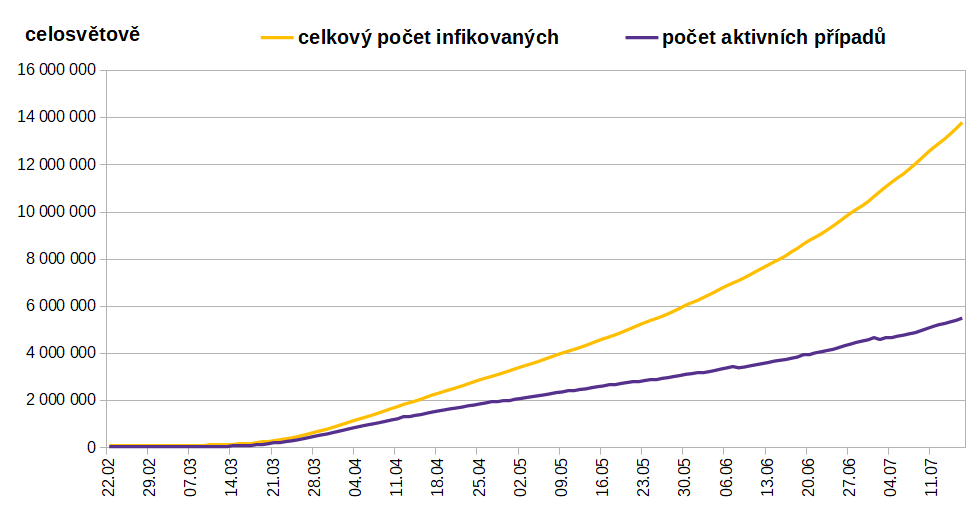 celosvětově
celkový počet infikovaných
počet aktivních případů
16 000 000
14 000 000
12 000 000
10 000 000
8 000 000
6 000 000
4 000 000
2 000 000
0
22.02
29.02
07.03
14.03
21.03
28.03
04.04
11.04
18.04
25.04
02.05
09.05
16.05
23.05
30.05
06.06
13.06
20.06
27.06
04.07
11.07